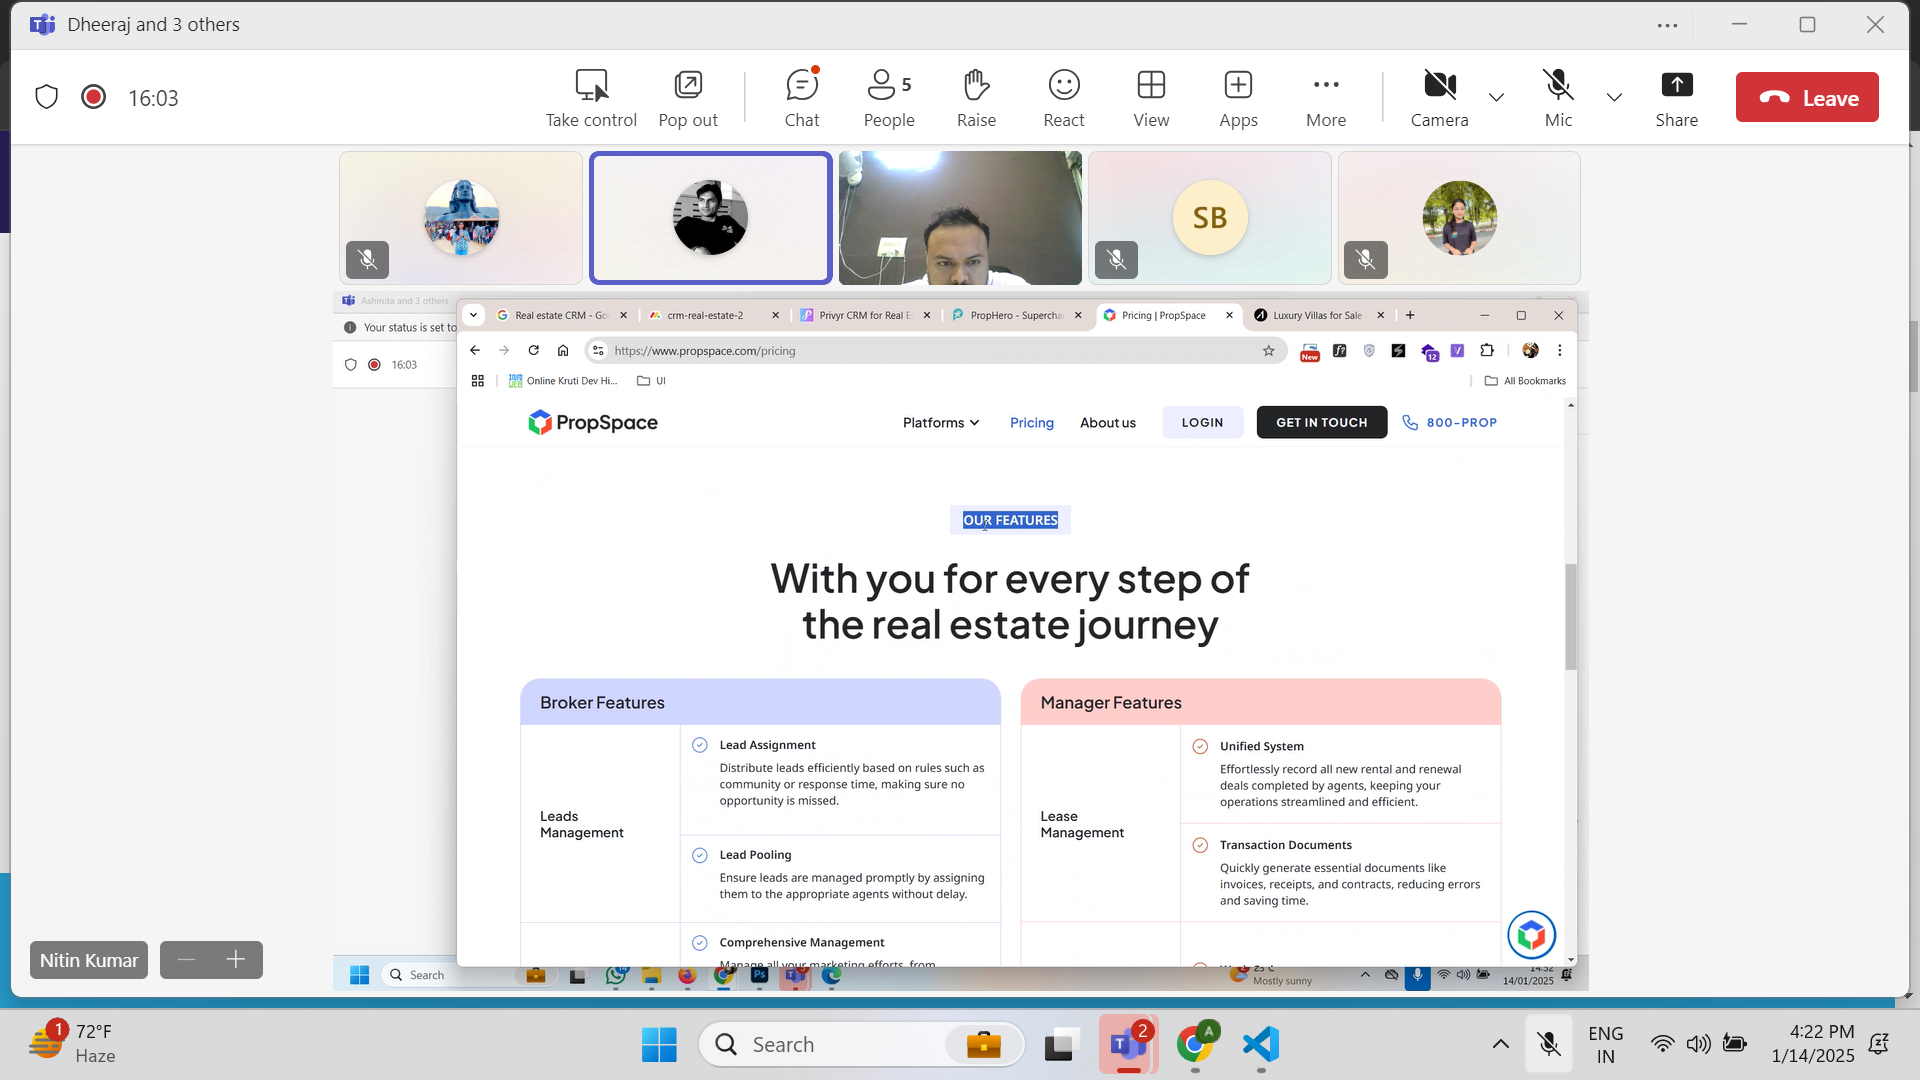 Dheeraj and 3 others
16:03
Take control
Pop out
Chat
5
People
Raise
React
View
Apps
More
Camera
Mic
Share
Leave
SB
Ashmita and 3 others
Your status is set to
16:03
Real estate CRM - Go
crm-real-estate-2
Privyr CRM for Real E
PropHero - Supercha
Pricing | PropSpace
Luxury Villas for Sale
https://www.propspace.com/pricing
New
12
Online Kruti Dev Hi...
UI
All Bookmarks
PropSpace
Platforms
Pricing
About us
LOGIN
GET IN TOUCH
800-PROP
OUR FEATURES
With you for every step of
the real estate journey
Broker Features
Leads
Management
Lead Assignment
Distribute leads efficiently based on rules such as
community or response time, making sure no
opportunity is missed.
Lead Pooling
Ensure leads are managed promptly by assigning
them to the appropriate agents without delay.
Comprehensive Management
Manage all your marketing efforts, from
Manager Features
Lease
Management
Unified System
Effortlessly record all new rental and renewal
deals completed by agents, keeping your
operations streamlined and efficient.
Transaction Documents
Quickly generate essential documents like
invoices, receipts, and contracts, reducing errors
and saving time.
Nitin Kumar
Search
Ps
23°C
Mostly sunny
14:52
14/01/2025
1
72°F
Haze
Search
2
A
ENG
IN
4:22 PM
1/14/2025